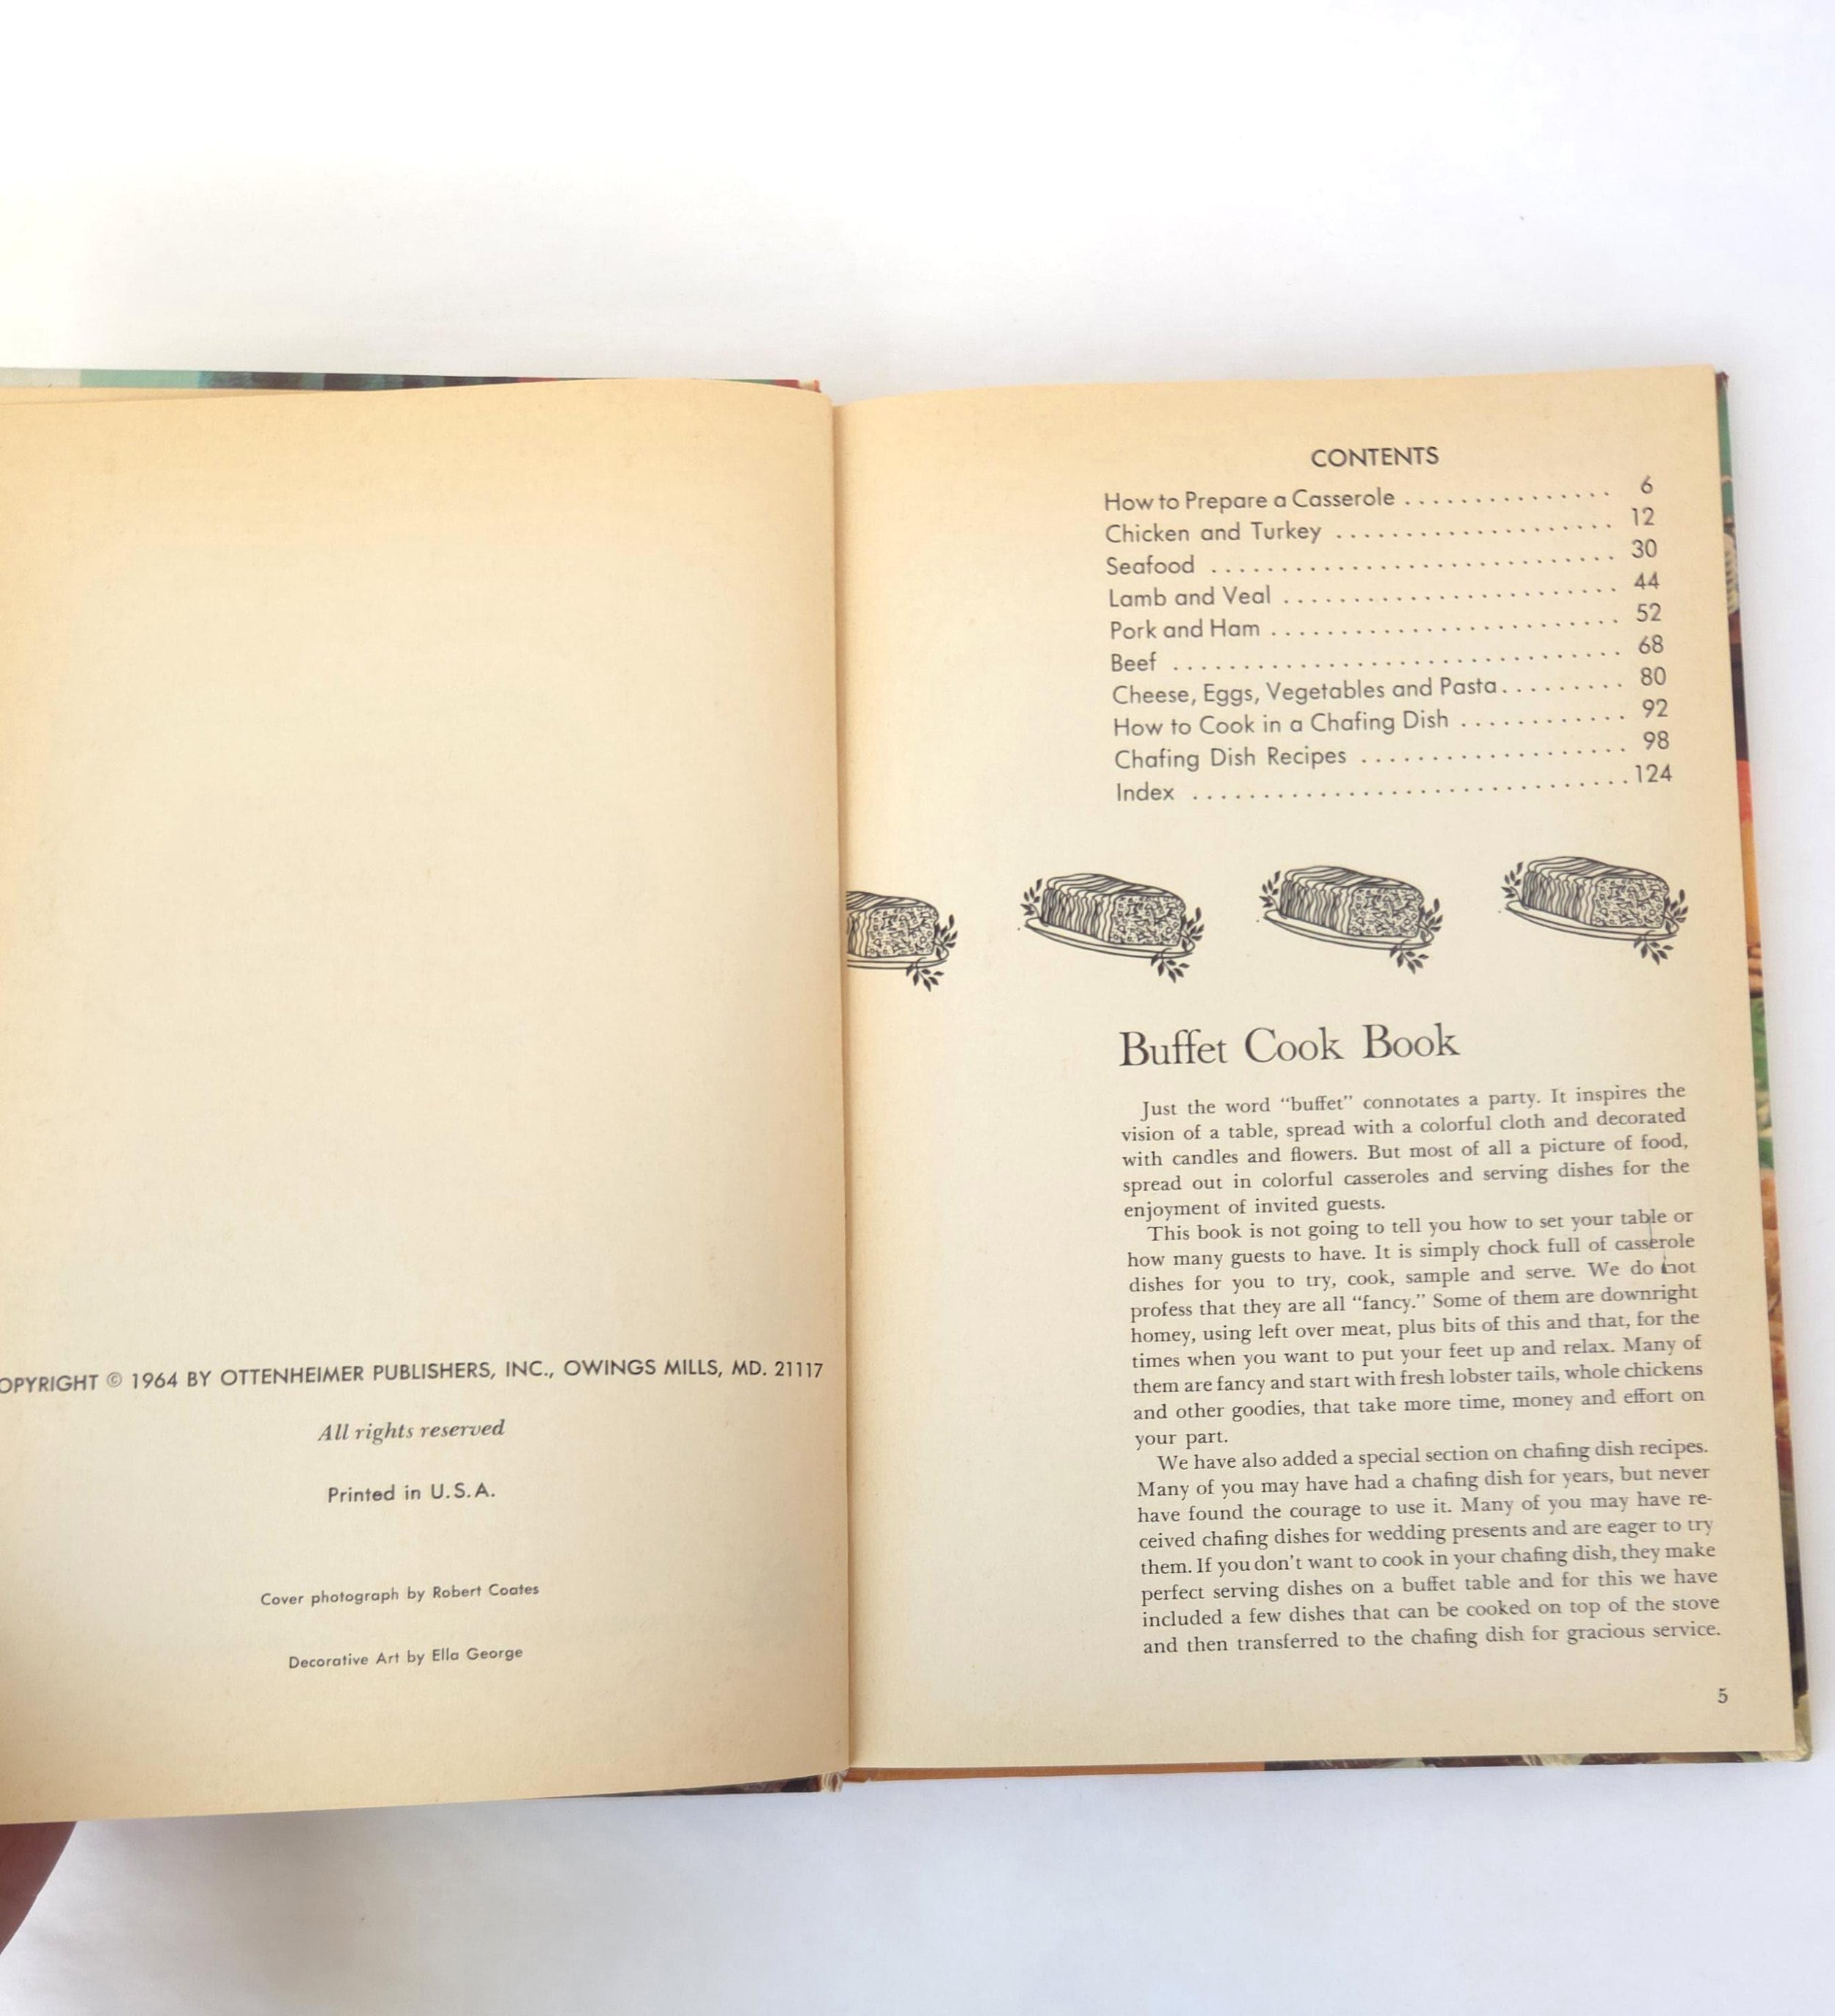 OPYRIGHT © 1964 BY OTTENHEIMER PUBLISHERS, INC., OWINGS MILLS, MD. 21117
All rights reserved
Printed in U.S.A.
Cover photograph by Robert Coates
Decorative Art by Ella George
CONTENTS
How to Prepare a Casserole ............... 6
Chicken and Turkey .................... 12
Seafood ............................. 30
Lamb and Veal ........................ 44
Pork and Ham ......................... 52
Beef ................................ 68
Cheese, Eggs, Vegetables and Pasta......... 80
How to Cook in a Chafing Dish ............ 92
Chafing Dish Recipes ................... 98
Index ...............................124
Buffet Cook Book
Just the word "buffet" connotates a party. It inspires the
vision of a table, spread with a colorful cloth and decorated
with candles and flowers. But most of all a picture of food,
spread out in colorful casseroles and serving dishes for the
enjoyment of invited guests.
This book is not going to tell you how to set your table or
how many guests to have. It is simply chock full of casserole
dishes for you to try, cook, sample and serve. We do not
profess that they are all "fancy." Some of them are downright
homey, using left over meat, plus bits of this and that, for the
times when you want to put your feet up and relax. Many of
them are fancy and start with fresh lobster tails, whole chickens
and other goodies, that take more time, money and effort on
your part.
We have also added a special section on chafing dish recipes.
Many of you may have had a chafing dish for years, but never
have found the courage to use it. Many of you may have re-
ceived chafing dishes for wedding presents and are eager to try
them. If you don't want to cook in your chafing dish, they make
perfect serving dishes on a buffet table and for this we have
included a few dishes that can be cooked on top of the stove
and then transferred to the chafing dish for gracious service.
5